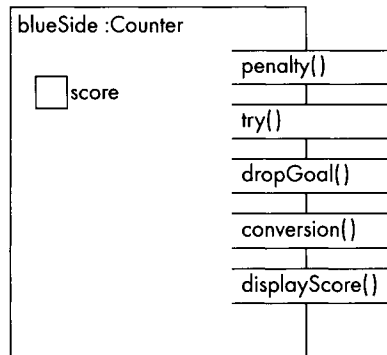 blueSide :Counter
penalty()
score
try()
dropGoal()
conversion()
displayScore()